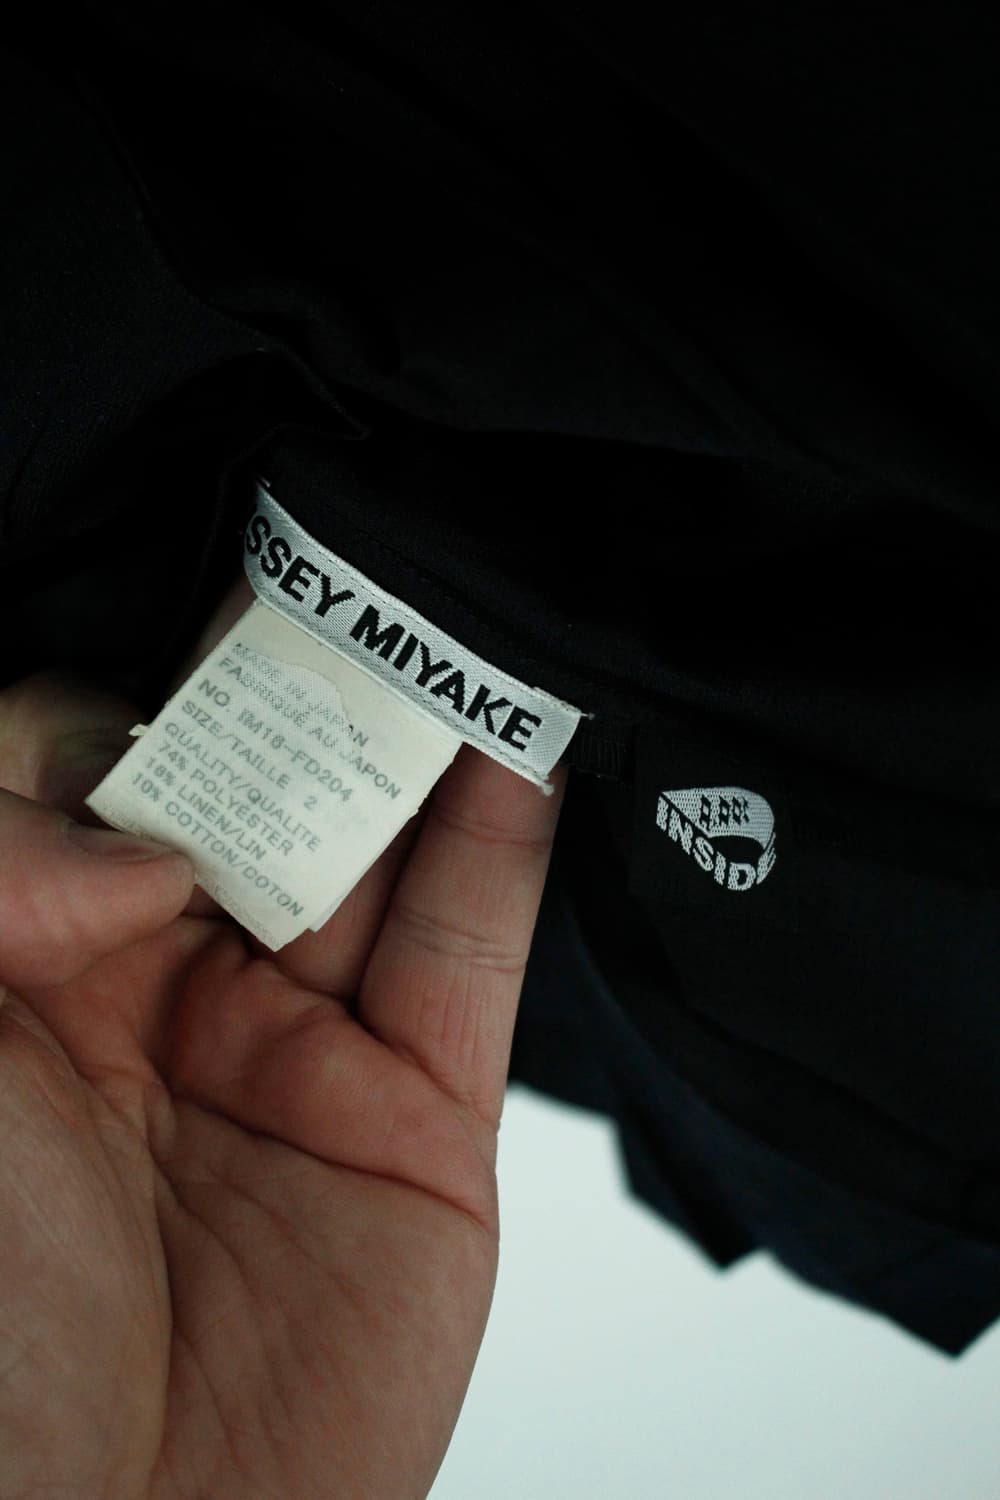 SSEY MIYAKE
MADE IN JAPAN
FABRIQUE AU JAPON
NO. IM16-FD204
SIZE/TAILLE 2
QUALITY/QUALITE
74% POLYESTER
16% LINEN/LIN
10% COTTON/COTON
INSIDE